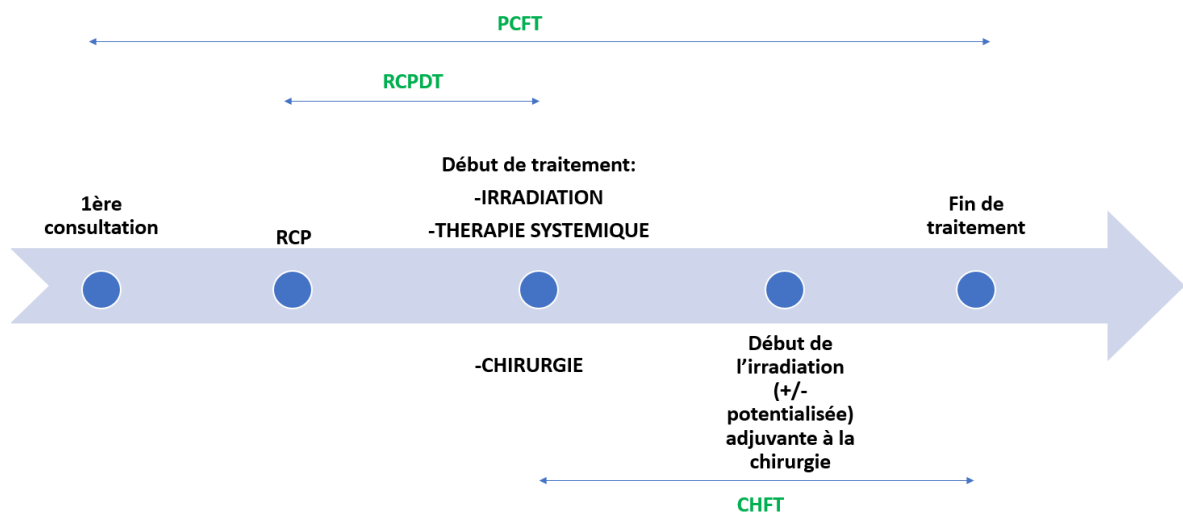 PCFT
RCPDT
Début de traitement:
-IRRADIATION
-THERAPIE SYSTEMIQUE
1ère
consultation
RCP
Fin de
traitement
-CHIRURGIE
Début de
l’irradiation
(+/-
potentialisée)
adjuvante à la
chirurgie
CHFT